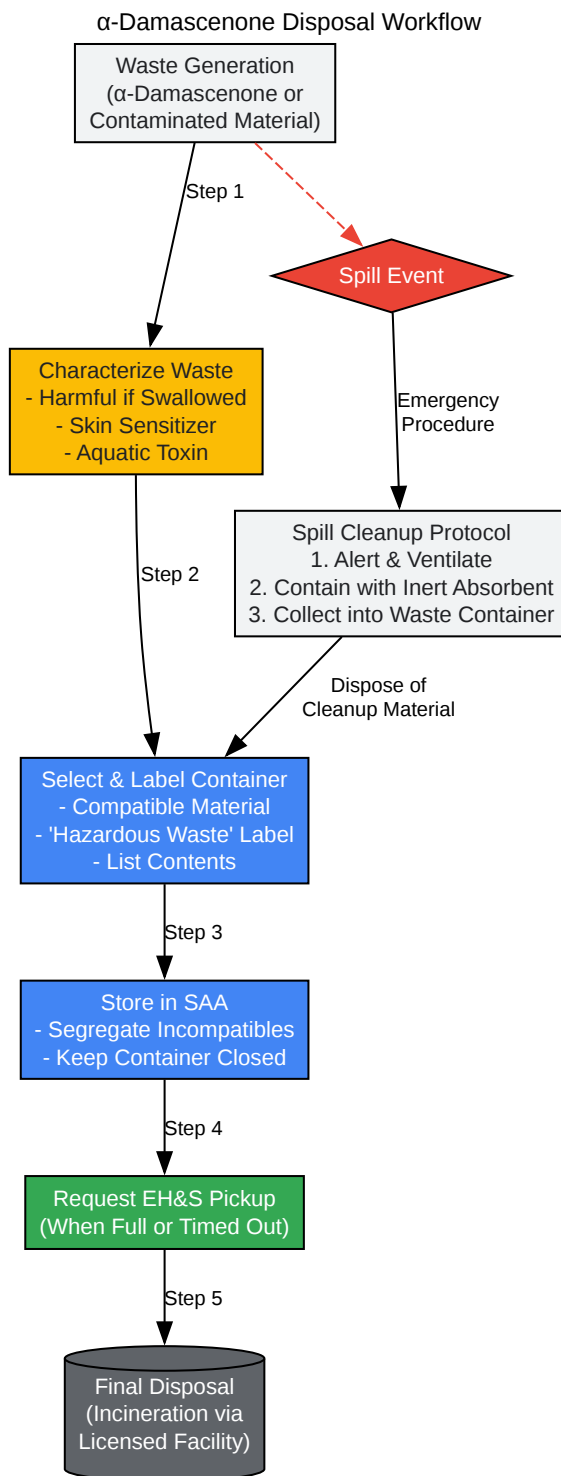 α-Damascenone Disposal Workflow
Waste Generation
(α-Damascenone or
Contaminated Material)
Step 1
Spill Event
Characterize Waste
- Harmful if Swallowed
- Skin Sensitizer
- Aquatic Toxin
Emergency
Procedure
Step 2
Spill Cleanup Protocol
1. Alert & Ventilate
2. Contain with Inert Absorbent
3. Collect into Waste Container
Dispose of
Cleanup Material
Select & Label Container
- Compatible Material
- 'Hazardous Waste' Label
- List Contents
Step 3
Store in SAA
- Segregate Incompatibles
- Keep Container Closed
Step 4
Request EH&S Pickup
(When Full or Timed Out)
Step 5
Final Disposal
(Incineration via
Licensed Facility)